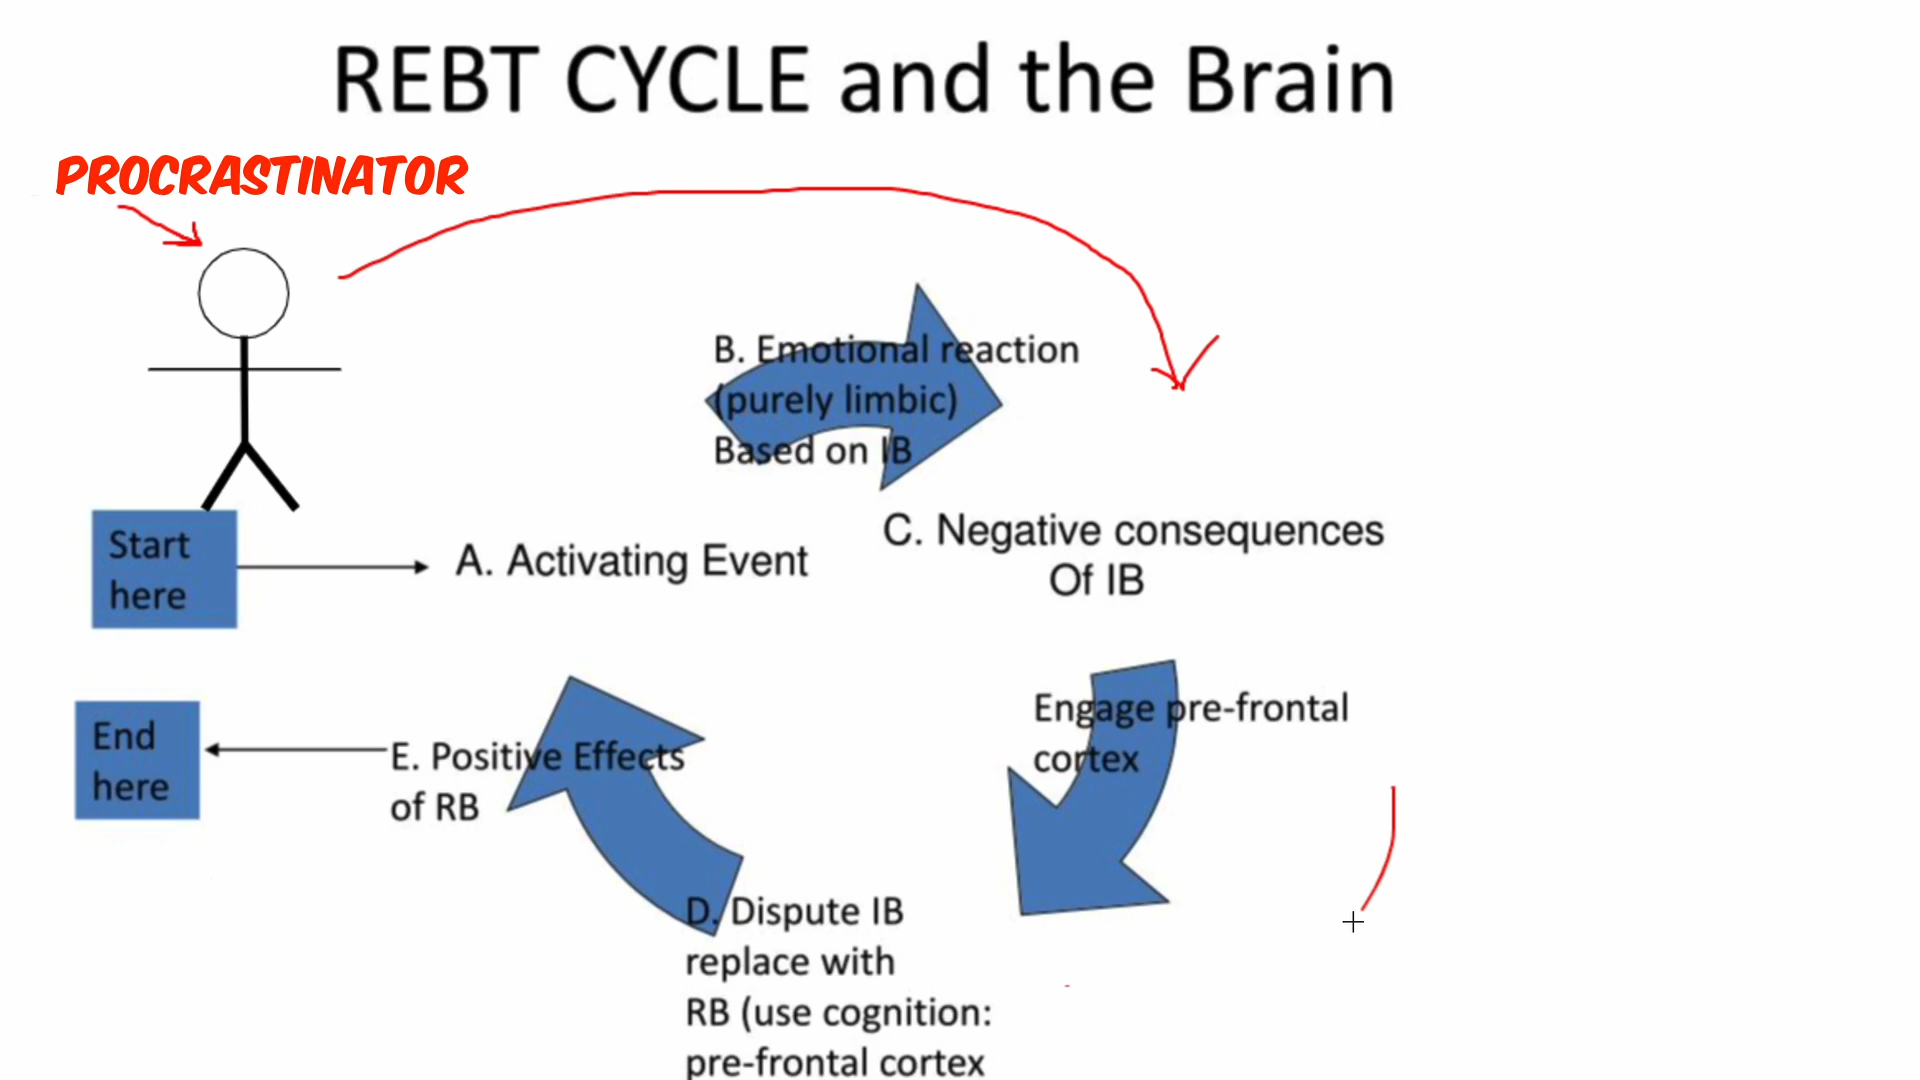 REBT CYCLE and the Brain
PROCRASTINATOR
B. Emotional reaction
(purely limbic)
Based on IB
Start
here
A. Activating Event
C. Negative consequences
Of IB
Engage pre-frontal
cortex
End
here
E. Positive Effects
of RB
D. Dispute IB
replace with
RB (use cognition:
pre-frontal cortex